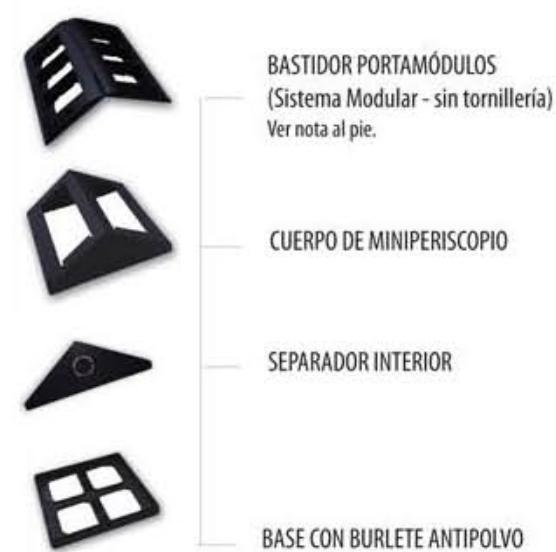 BASTIDOR PORTAMÓDULOS
(Sistema Modular - sin tornillería)
Ver nota al pie.
CUERPO DE MINIPERISCOPIO
SEPARADOR INTERIOR
BASE CON BURLETE ANTIPOLVO